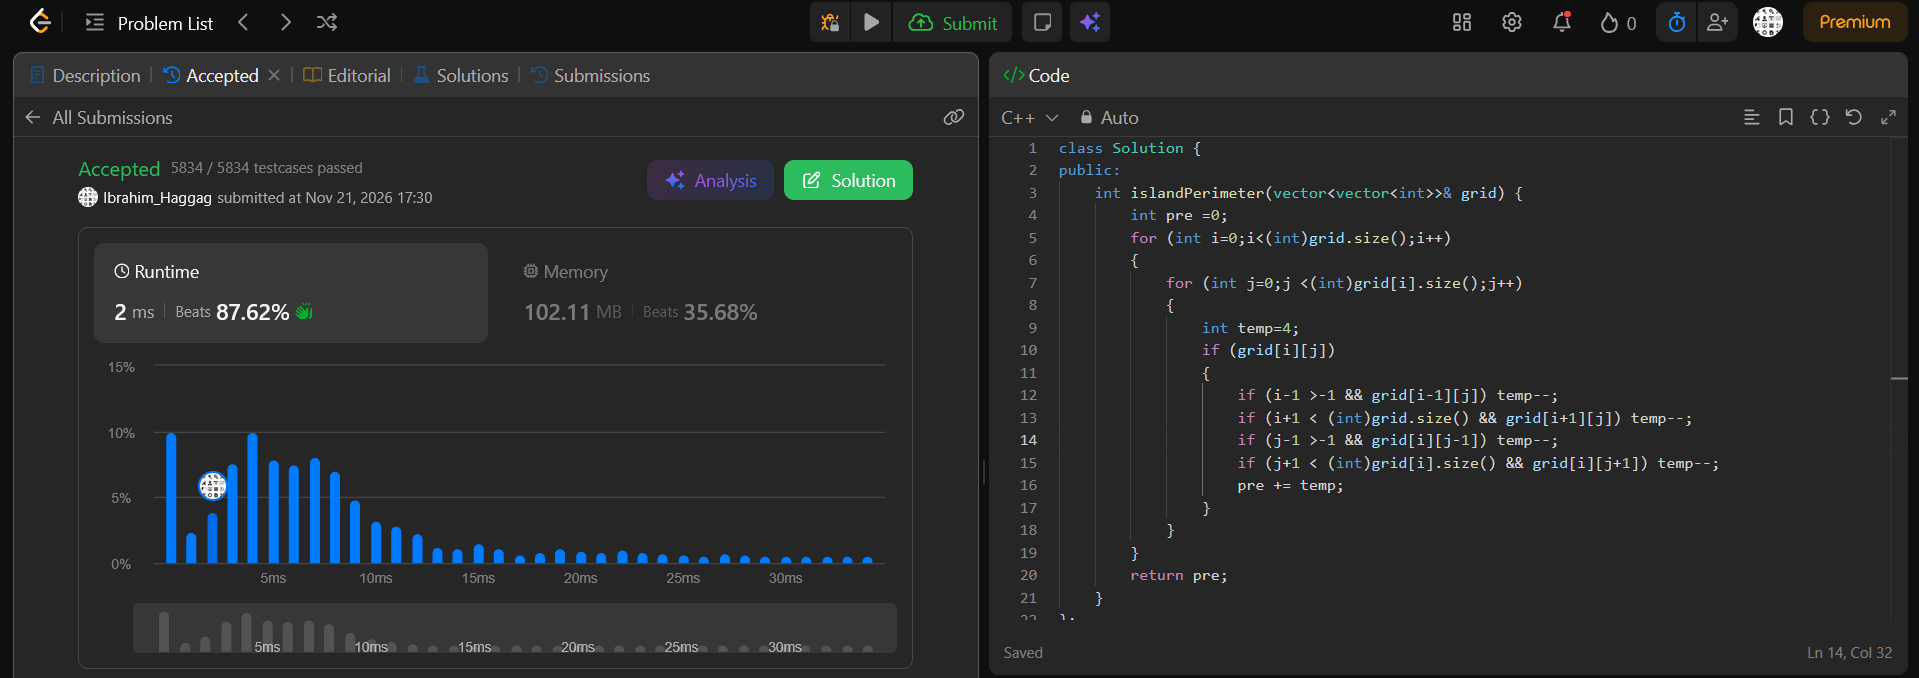 Problem List
Submit
0
Premium
Description
Accepted
Editorial
Solutions
Submissions
All Submissions
Accepted 5834 / 5834 testcases passed
Ibrahim_Haggag submitted at Nov 21, 2026 17:30
Analysis
Solution
Runtime
2 ms Beats 87.62%
Memory
102.11 MB Beats 35.68%
15%
10%
5%
0%
5ms 10ms 15ms 20ms 25ms 30ms
5ms 10ms 15ms 20ms 25ms 30ms
</> Code
C++ Auto
1 class Solution {
2 public:
3 int islandPerimeter(vector<vector<int>>& grid) {
4 int pre =0;
5 for (int i=0;i<(int)grid.size();i++)
6 {
7 for (int j=0;j <(int)grid[i].size();j++)
8 {
9 int temp=4;
10 if (grid[i][j])
11 {
12 if (i-1 >-1 && grid[i-1][j]) temp--;
13 if (i+1 < (int)grid.size() && grid[i+1][j]) temp--;
14 if (j-1 >-1 && grid[i][j-1]) temp--;
15 if (j+1 < (int)grid[i].size() && grid[i][j+1]) temp--;
16 pre += temp;
17 }
18 }
19 }
20 return pre;
21 }
22 };
Saved
Ln 14, Col 32